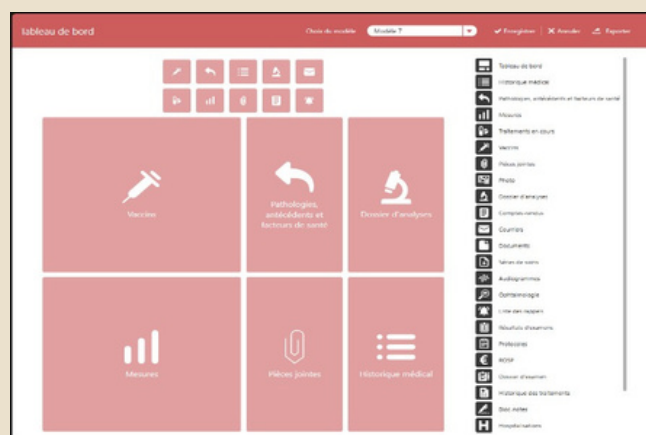 Tableau de bord
Choix du modèle
Modèle 7
Enregistrer
Annuler
Exporter
Vaccins
Pathologies,
antécédents et
facteurs de santé
Dossier d'analyses
Mesures
Pièces jointes
Historique médical
Tableau de bord
Historique médical
Pathologies, antécédents et facteurs de santé
Mesures
Traitements en cours
Vaccins
Pièces jointes
Photo
Dossier d'analyses
Comptes-rendus
Courriers
Documents
Séries de soins
Audiogrammes
Ophtalmologie
Liste des rappels
Résultats d'examens
Protocoles
ROSP
Dossier d'examen
Historique des traitements
Bloc-notes
Hospitalisations